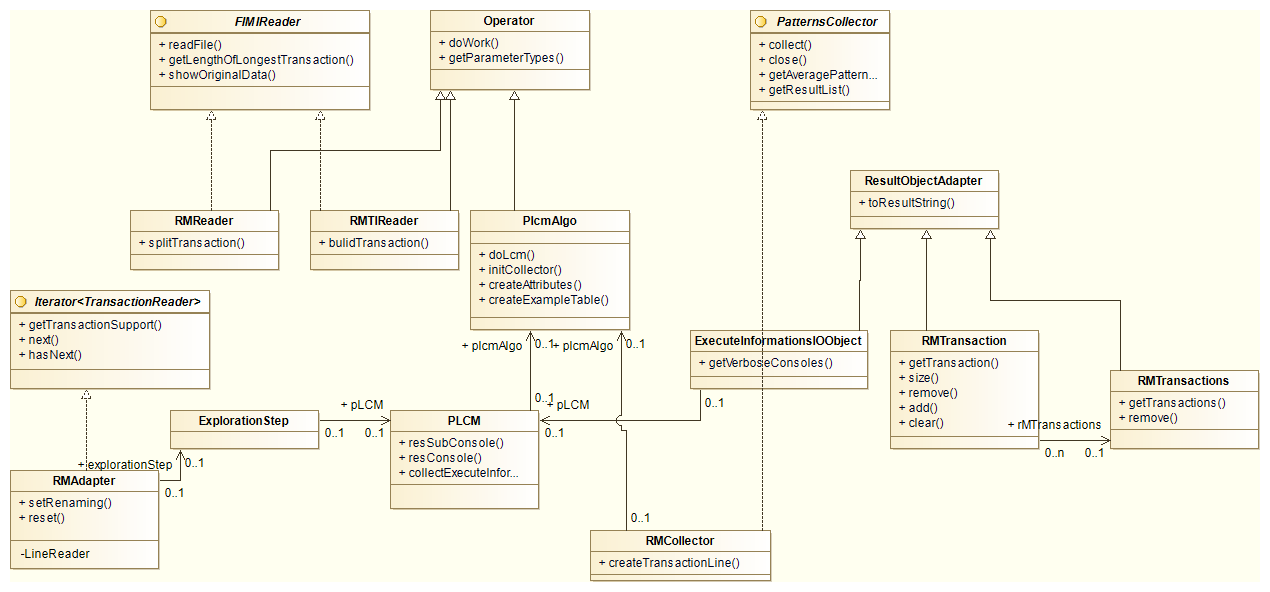 FIMIReader
+ readFile()
+ getLengthOfLongestTransaction()
+ showOriginalData()
Operator
+ doWork()
+ getParameterTypes()
PatternsCollector
+ collect()
+ close()
+ getAveragePattern...
+ getResultList()
ResultObjectAdapter
+ toResultString()
RMReader
+ splitTransaction()
RMTIReader
+ bulidTransaction()
PlcmAlgo
+ doLcm()
+ initCollector()
+ createAttributes()
+ createExampleTable()
Iterator<TransactionReader>
+ getTransactionSupport()
+ next()
+ hasNext()
+ plcmAlgo
0..1
+ plcmAlgo
0..1
ExecuteInformationsIOObject
+ getVerboseConsoles()
0..1
RMTransaction
+ getTransaction()
+ size()
+ remove()
+ add()
+ clear()
RMTransactions
+ getTransactions()
+ remove()
+ rMTransactions
0..n
0..1
ExplorationStep
+ pLCM
0..1
0..1
0..1
+ pLCM
0..1
PLCM
+ resSubConsole()
+ resConsole()
+ collectExecuteInfor...
+ explorationStep
0..1
0..1
RMAdapter
+ setRenaming()
+ reset()
-LineReader
0..1
RMCollector
+ createTransactionLine()